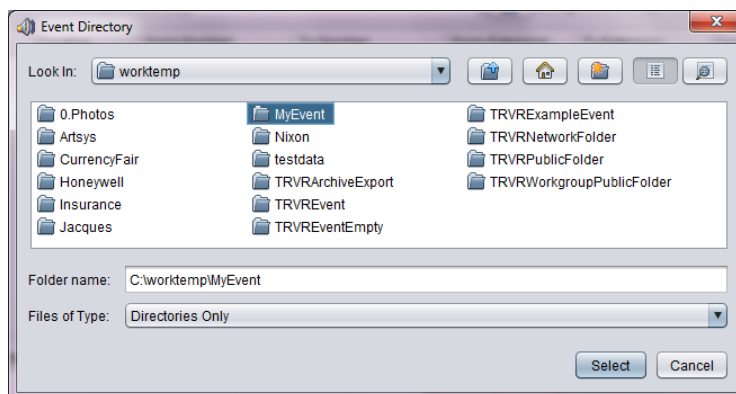 Event Directory
Look In: worktemp
0.Photos MyEvent TRVRExampleEvent
Artsys Nixon TRVRNetworkFolder
CurrencyFair testdata TRVRPublicFolder
Honeywell TRVRArchiveExport TRVRWorkgroupPublicFolder
Insurance TRVREvent
Jacques TRVREventEmpty
Folder name: C:\worktemp\MyEvent
Files of Type: Directories Only
Select Cancel